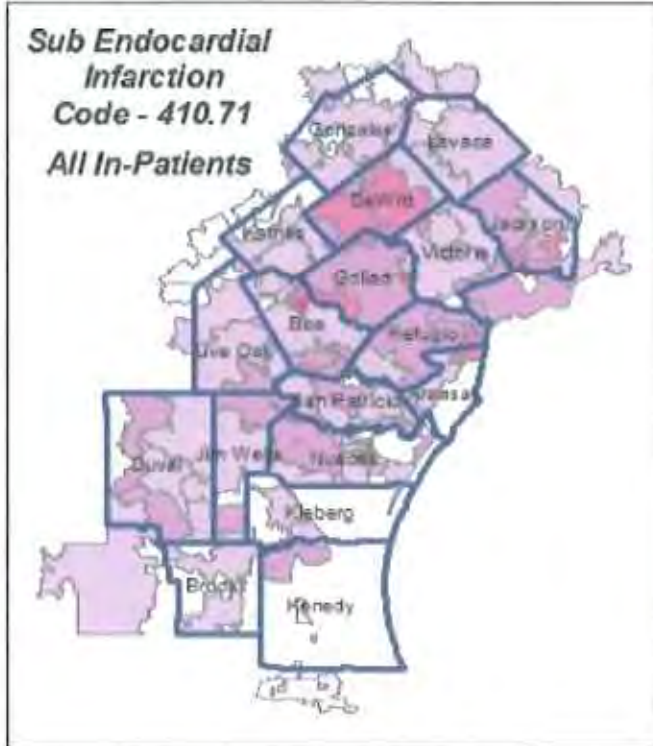 Sub Endocardial
Infarction
Code - 410.71
All In-Patients
Gonzales
Lavaca
DeWitt
Karnes
Jackson
Victoria
Goliad
Bee
Refugio
Live Oak
San Patricio
Aransas
Duval
Jim Wells
Nueces
Kleberg
Brooks
Kenedy